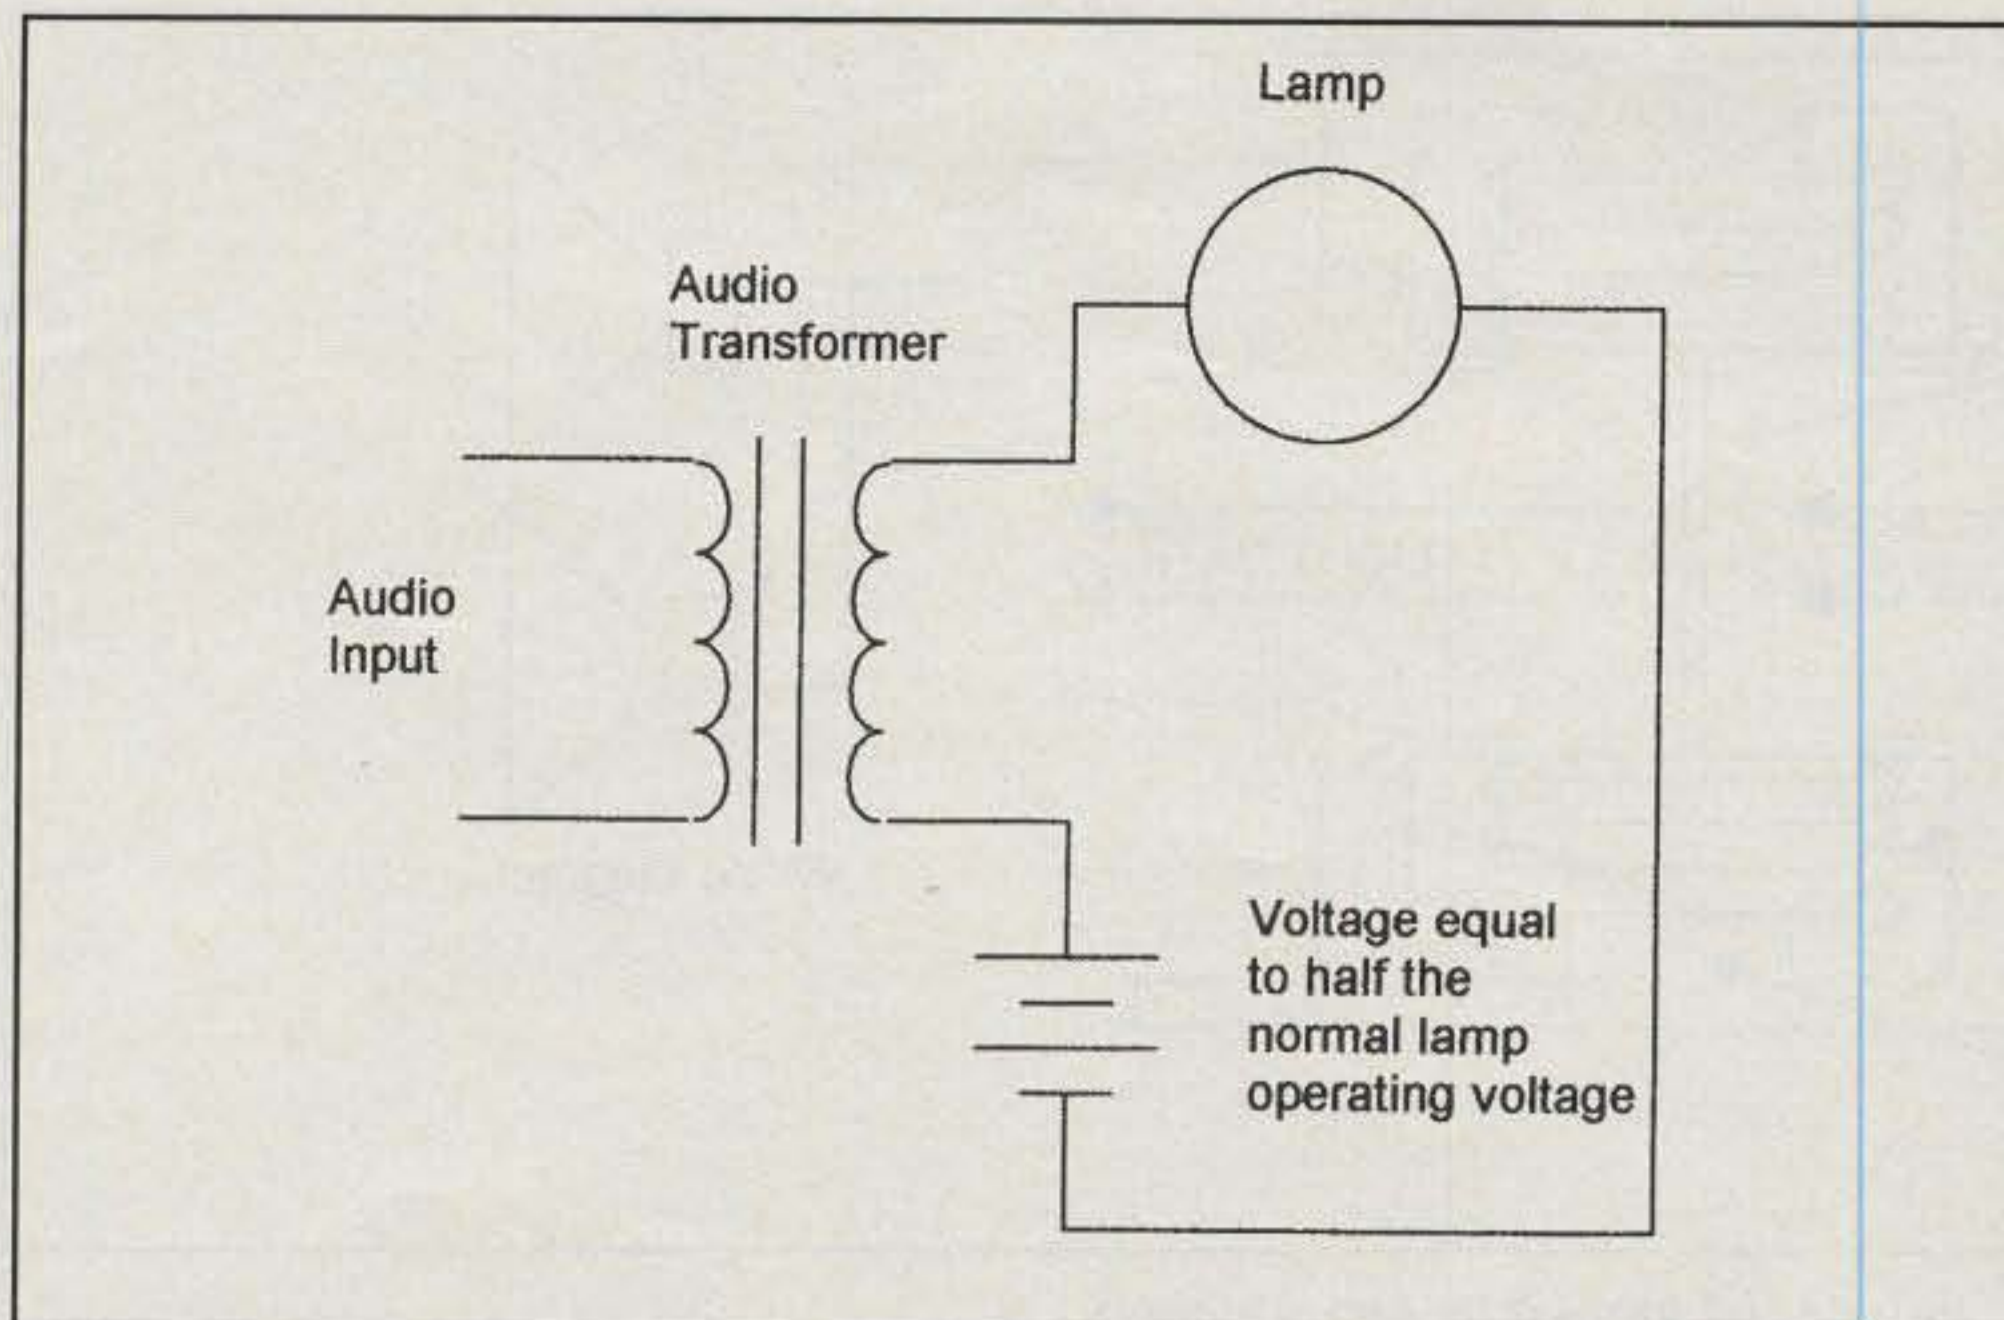 Lamp
Audio
Transformer
Audio
Input
Voltage equal
to half the
normal lamp
operating voltage